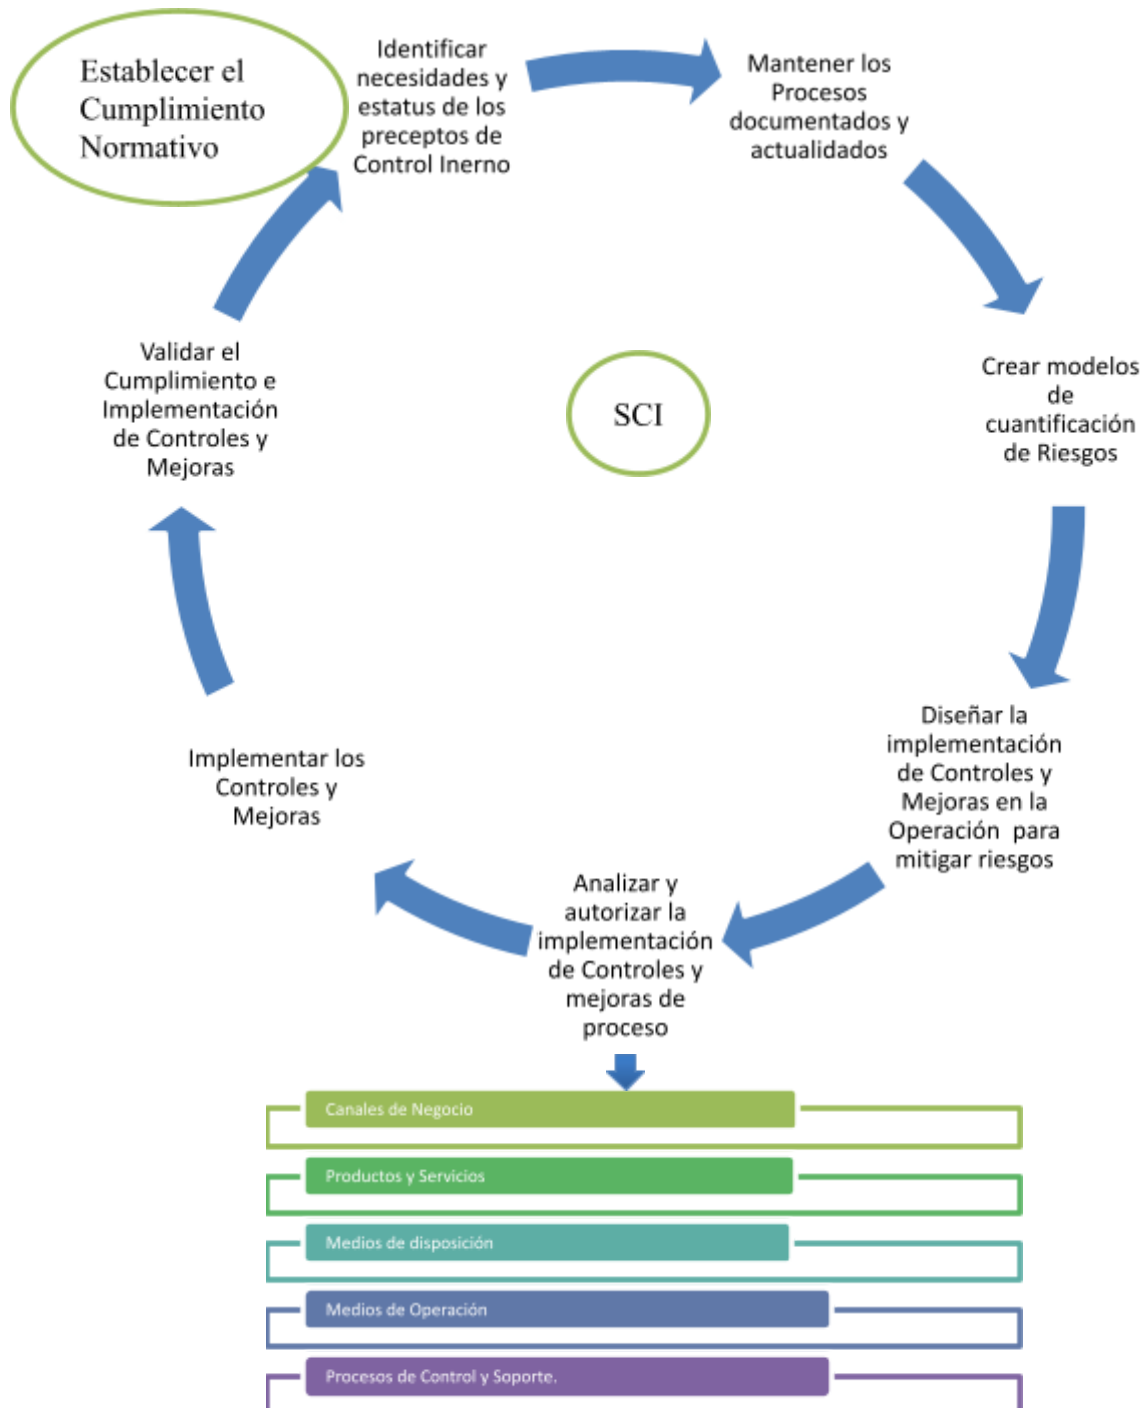 Establecer el
Cumplimiento
Normativo
Identificar
necesidades y
estatus de los
preceptos de
Control Inerno
Mantener los
Procesos
documentados y
actualidados
Crear modelos
de
cuantificación
de Riesgos
Diseñar la
implementación
de Controles y
Mejoras en la
Operación para
mitigar riesgos
Analizar y
autorizar la
implementación
de Controles y
mejoras de
proceso
Implementar los
Controles y
Mejoras
Validar el
Cumplimiento e
Implementación
de Controles y
Mejoras
SCI
Canales de Negocio
Productos y Servicios
Medios de disposición
Medios de Operación
Procesos de Control y Soporte.